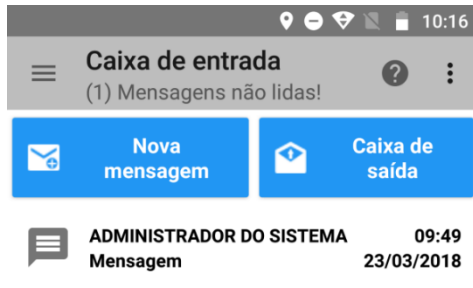 10:16
Caixa de entrada
(1) Mensagens não lidas!
Nova
mensagem
Caixa de
saída
ADMINISTRADOR DO SISTEMA 09:49
Mensagem 23/03/2018